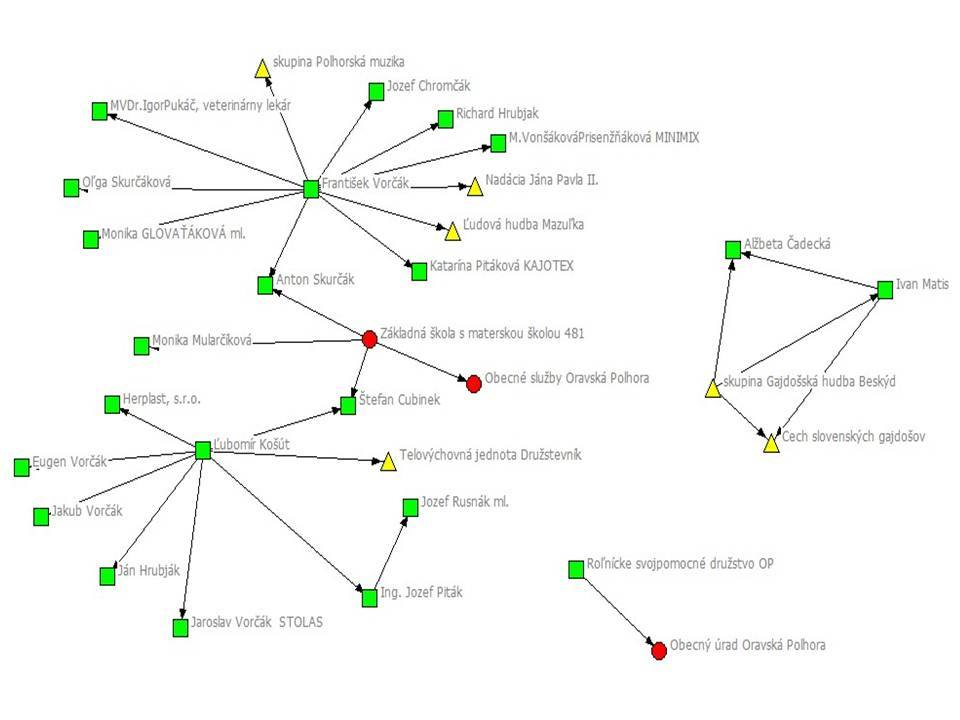 skupina Polhorská muzika
Jozef Chromčák
MVDr.IgorPukáč, veterinárny lekár
Richard Hrubjak
M.VonšákováPrisenžňáková MINIMIX
Oľga Skurčáková
František Vorčák
Nadácia Jána Pavla II.
Monika GLOVAŤÁKOVÁ ml.
Ľudová hudba Mazuľka
Alžbeta Čadecká
Katarína Pitáková KAJOTEX
Anton Skurčák
Ivan Matis
Monika Mularčíková
Základná škola s materskou školou 481
Obecné služby Oravská Polhora
skupina Gajdošská hudba Beskýd
Herplast, s.r.o.
Štefan Cubinek
Ľubomír Košút
Cech slovenských gajdošov
Eugen Vorčák
Telovýchovná jednota Družstevník
Jakub Vorčák
Jozef Rusnák ml.
Ján Hrubják
Roľnícke svojpomocné družstvo OP
Ing. Jozef Piták
Jaroslav Vorčák STOLAS
Obecný úrad Oravská Polhora